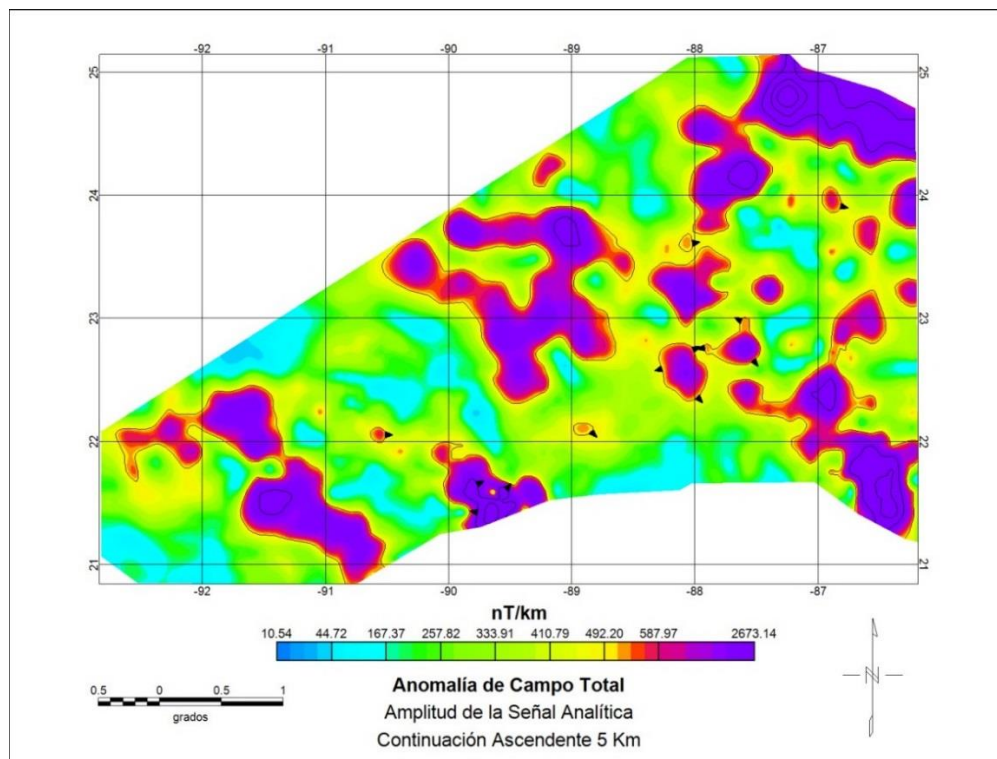 -92 -91 -90 -89 -88 -87
25 25
24 24
23 23
22 22
21 21
-92 -91 -90 -89 -88 -87
nT/km
10.54 44.72 167.37 257.82 333.91 410.79 492.20 587.97 2673.14
0.5 0 0.5 1
grados
Anomalía de Campo Total
Amplitud de la Señal Analítica
Continuación Ascendente 5 Km
N